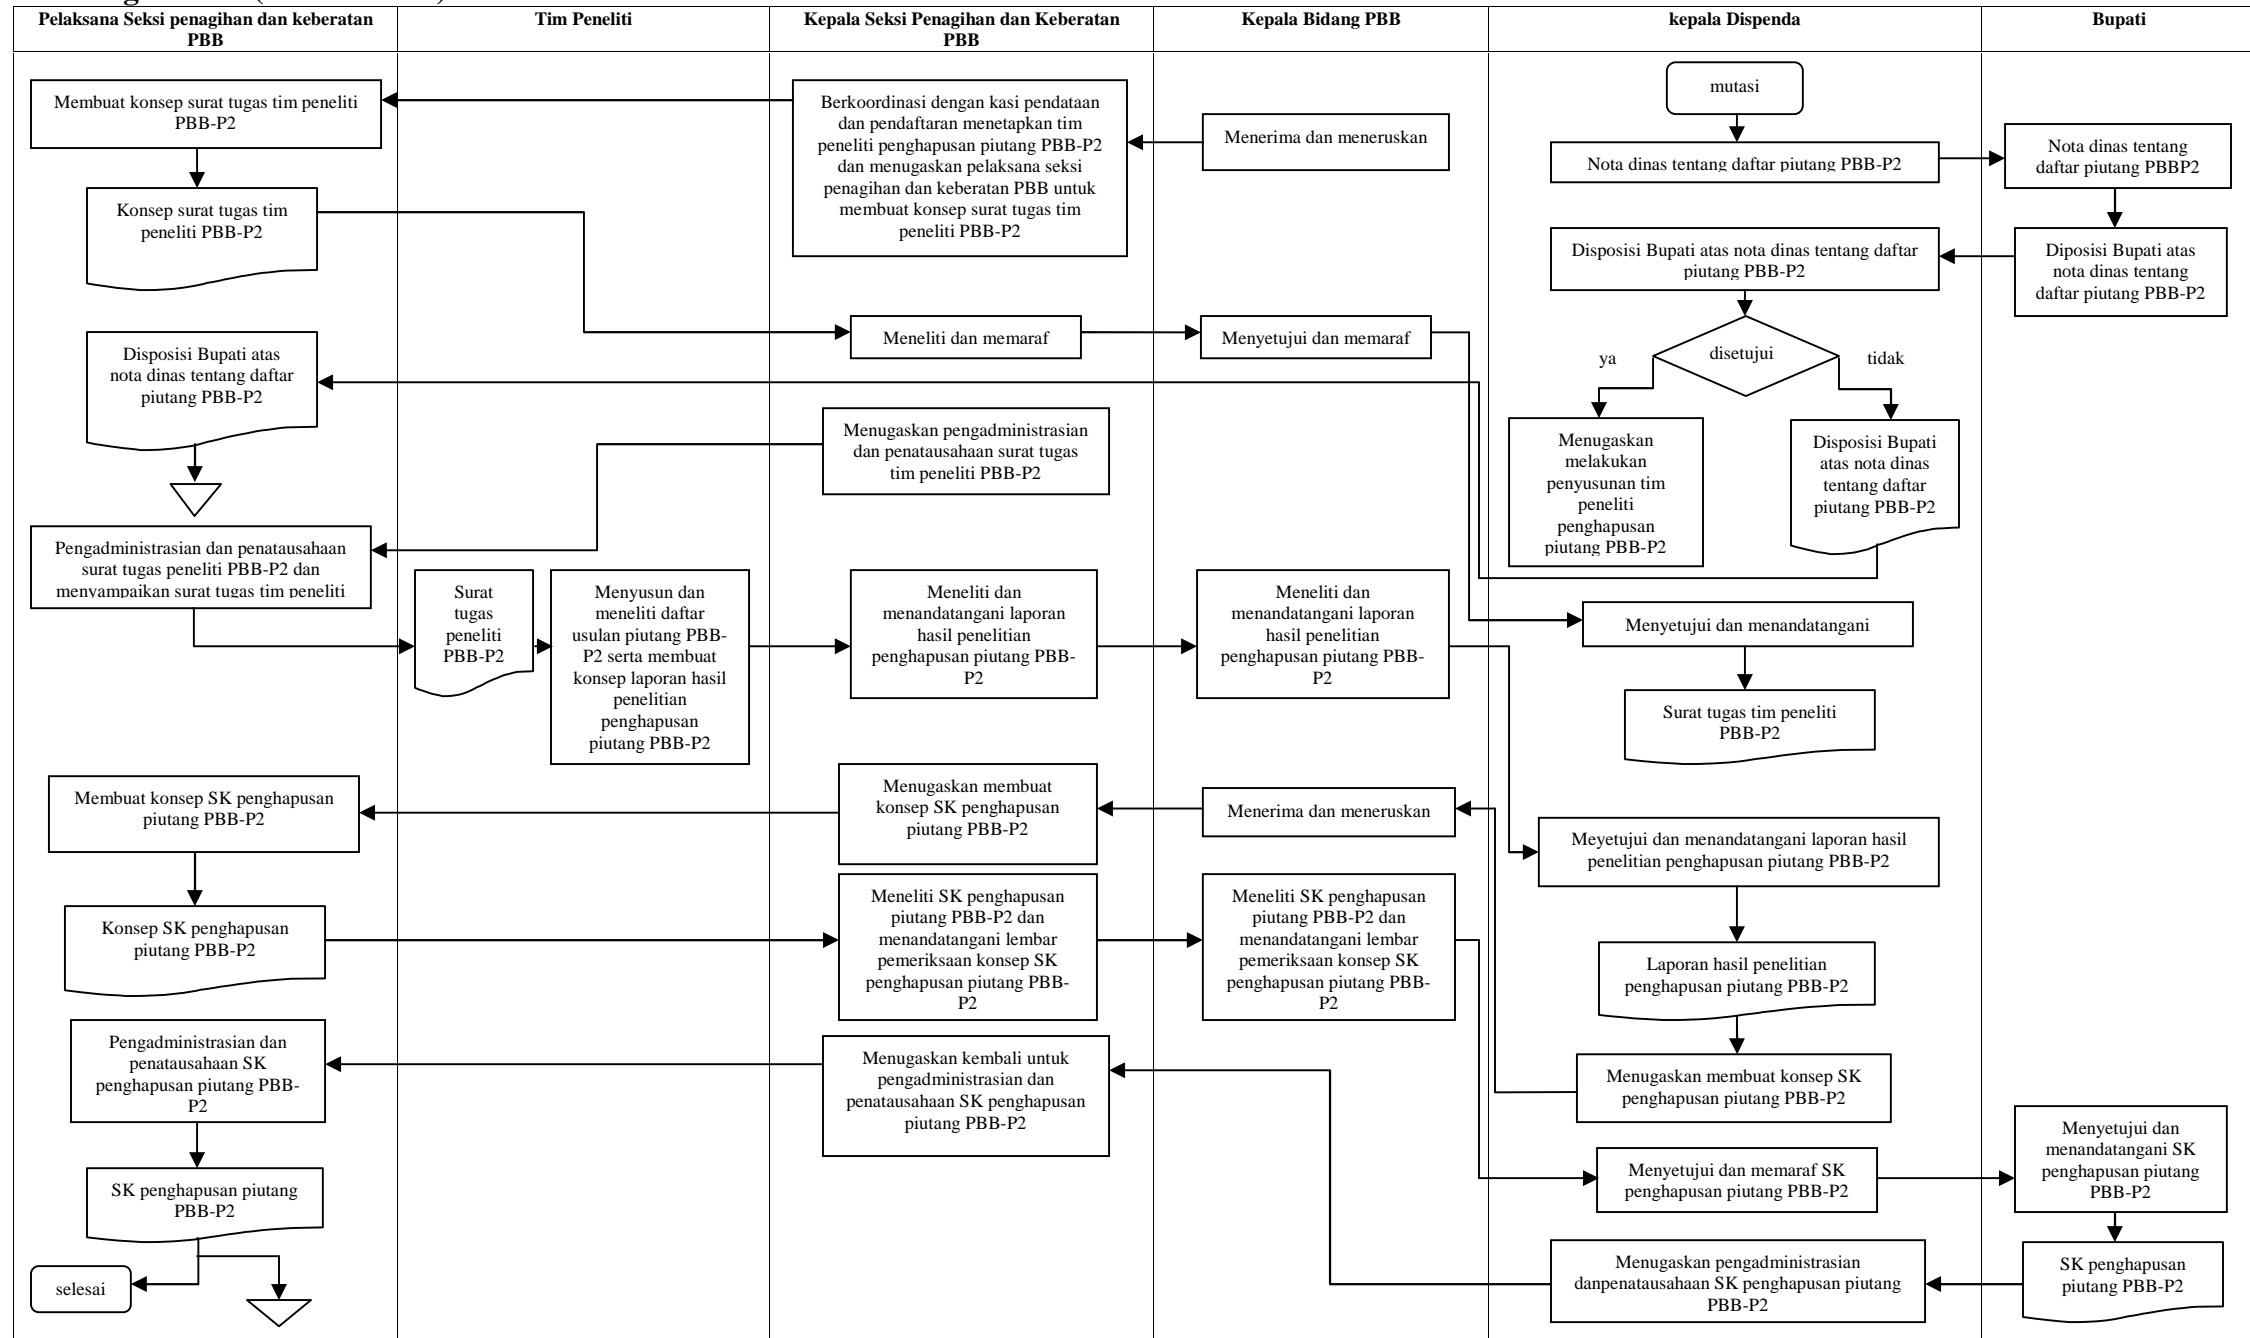 Pelaksana Seksi penagihan dan keberatan
PBB
Tim Peneliti
Kepala Seksi Penagihan dan Keberatan
PBB
Kepala Bidang PBB
kepala Dispenda
Bupati
mutasi
Membuat konsep surat tugas tim peneliti
PBB-P2
Berkoordinasi dengan kasi pendataan
dan pendaftaran menetapkan tim
peneliti penghapusan piutang PBB-P2
dan menugaskan pelaksana seksi
penagihan dan keberatan PBB untuk
membuat konsep surat tugas tim
peneliti PBB-P2
Menerima dan meneruskan
Nota dinas tentang daftar piutang PBB-P2
Nota dinas tentang
daftar piutang PBBP2
Konsep surat tugas tim
peneliti PBB-P2
Disposisi Bupati atas nota dinas tentang daftar
piutang PBB-P2
Diposisi Bupati atas
nota dinas tentang
daftar piutang PBB-P2
Meneliti dan memaraf
Menyetujui dan memaraf
ya
disetujui
tidak
Disposisi Bupati atas
nota dinas tentang daftar
piutang PBB-P2
Menugaskan pengadministrasian
dan penatausahaan surat tugas
tim peneliti PBB-P2
Menugaskan
melakukan
penyusunan tim
peneliti
penghapusan
piutang PBB-P2
Disposisi Bupati
atas nota dinas
tentang daftar
piutang PBB-P2
Pengadministrasian dan penatausahaan
surat tugas peneliti PBB-P2 dan
menyampaikan surat tugas tim peneliti
Surat
tugas
peneliti
PBB-P2
Menyusun dan
meneliti daftar
usulan piutang PBB-
P2 serta membuat
konsep laporan hasil
penelitian
penghapusan
piutang PBB-P2
Meneliti dan
menandatangani laporan
hasil penelitian
penghapusan piutang PBB-
P2
Meneliti dan
menandatangani laporan
hasil penelitian
penghapusan piutang PBB-
P2
Menyetujui dan menandatangani
Surat tugas tim peneliti
PBB-P2
Membuat konsep SK penghapusan
piutang PBB-P2
Menugaskan membuat
konsep SK penghapusan
piutang PBB-P2
Menerima dan meneruskan
Meyetujui dan menandatangani laporan hasil
penelitian penghapusan piutang PBB-P2
Konsep SK penghapusan
piutang PBB-P2
Meneliti SK penghapusan
piutang PBB-P2 dan
menandatangani lembar
pemeriksaan konsep SK
penghapusan piutang PBB-
P2
Meneliti SK penghapusan
piutang PBB-P2 dan
menandatangani lembar
pemeriksaan konsep SK
penghapusan piutang PBB-
P2
Laporan hasil penelitian
penghapusan piutang PBB-P2
Pengadministrasian dan
penatausahaan SK
penghapusan piutang PBB-
P2
Menugaskan kembali untuk
pengadministrasian dan
penatausahaan SK penghapusan
piutang PBB-P2
Menugaskan membuat konsep SK
penghapusan piutang PBB-P2
Menyetujui dan
menandatangani SK
penghapusan piutang
PBB-P2
SK penghapusan piutang
PBB-P2
Menyetujui dan memaraf SK
penghapusan piutang PBB-P2
selesai
Menugaskan pengadministrasian
danpenatausahaan SK penghapusan piutang
PBB-P2
SK penghapusan
piutang PBB-P2